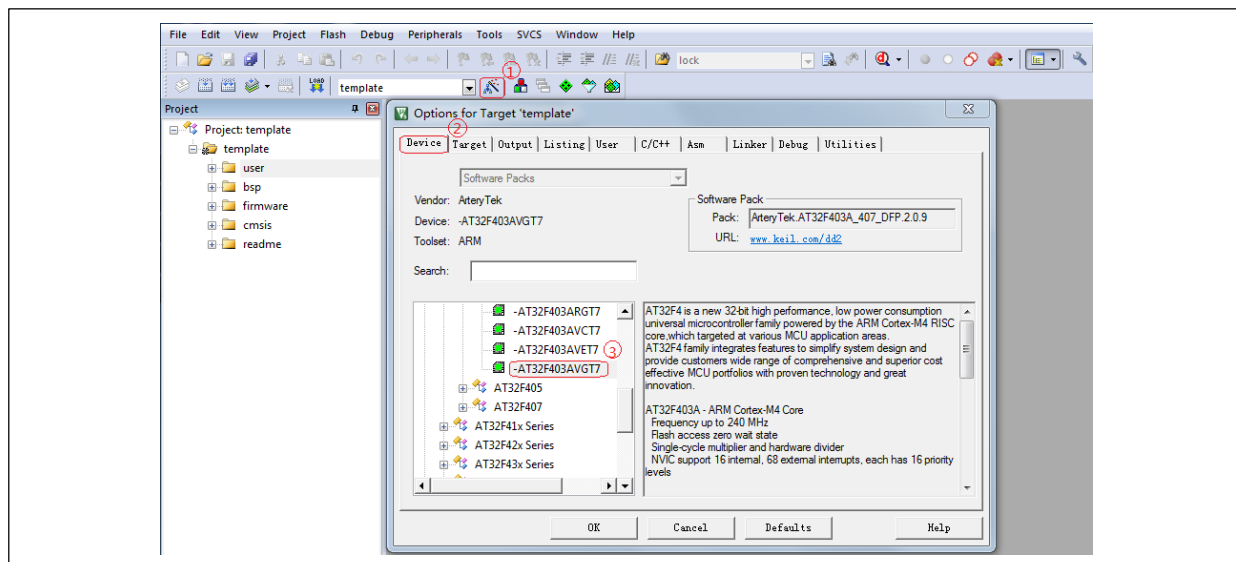 File Edit View Project Flash Debug Peripherals Tools SVCS Window Help
lock
①
LOAD template
Project
Project: template
template
user
bsp
firmware
cmsis
readme
Options for Target 'template'
②
Device Target Output Listing User C/C++ Asm Linker Debug Utilities
Software Packs
Vendor: ArteryTek
Device: -AT32F403AVGT7
Toolset: ARM
Search:
Software Pack
Pack: ArteryTek.AT32F403A_407_DFP.2.0.9
URL: www.keil.com/dd2
-AT32F403ARGT7
-AT32F403AVCT7
-AT32F403AVET7 ③
-AT32F403AVGT7
AT32F405
AT32F407
AT32F41x Series
AT32F42x Series
AT32F43x Series
AT32F4 is a new 32-bit high performance, low power consumption
universal microcontroller family powered by the ARM Cortex-M4 RISC
core,which targeted at various MCU application areas.
AT32F4 family integrates features to simplify system design and
provide customers wide range of comprehensive and superior cost
effective MCU portfolios with proven technology and great
innovation.
AT32F403A - ARM Cortex-M4 Core
Frequency up to 240 MHz
Flash access zero wait state
Single-cycle multiplier and hardware divider
NVIC support 16 internal, 68 external interrupts, each has 16 priority
levels
OK Cancel Defaults Help